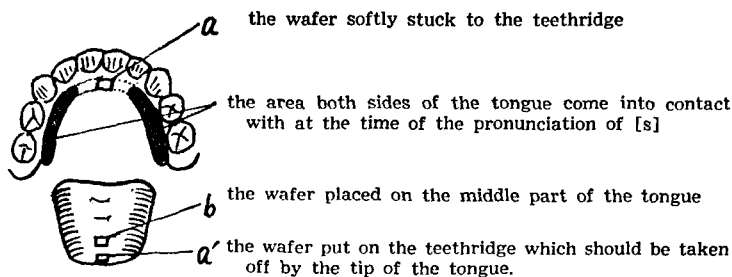 a the wafer softly stuck to the teethridge
the area both sides of the tongue come into contact
with at the time of the pronunciation of [s]
b the wafer placed on the middle part of the tongue
a′ the wafer put on the teethridge which should be taken
off by the tip of the tongue.